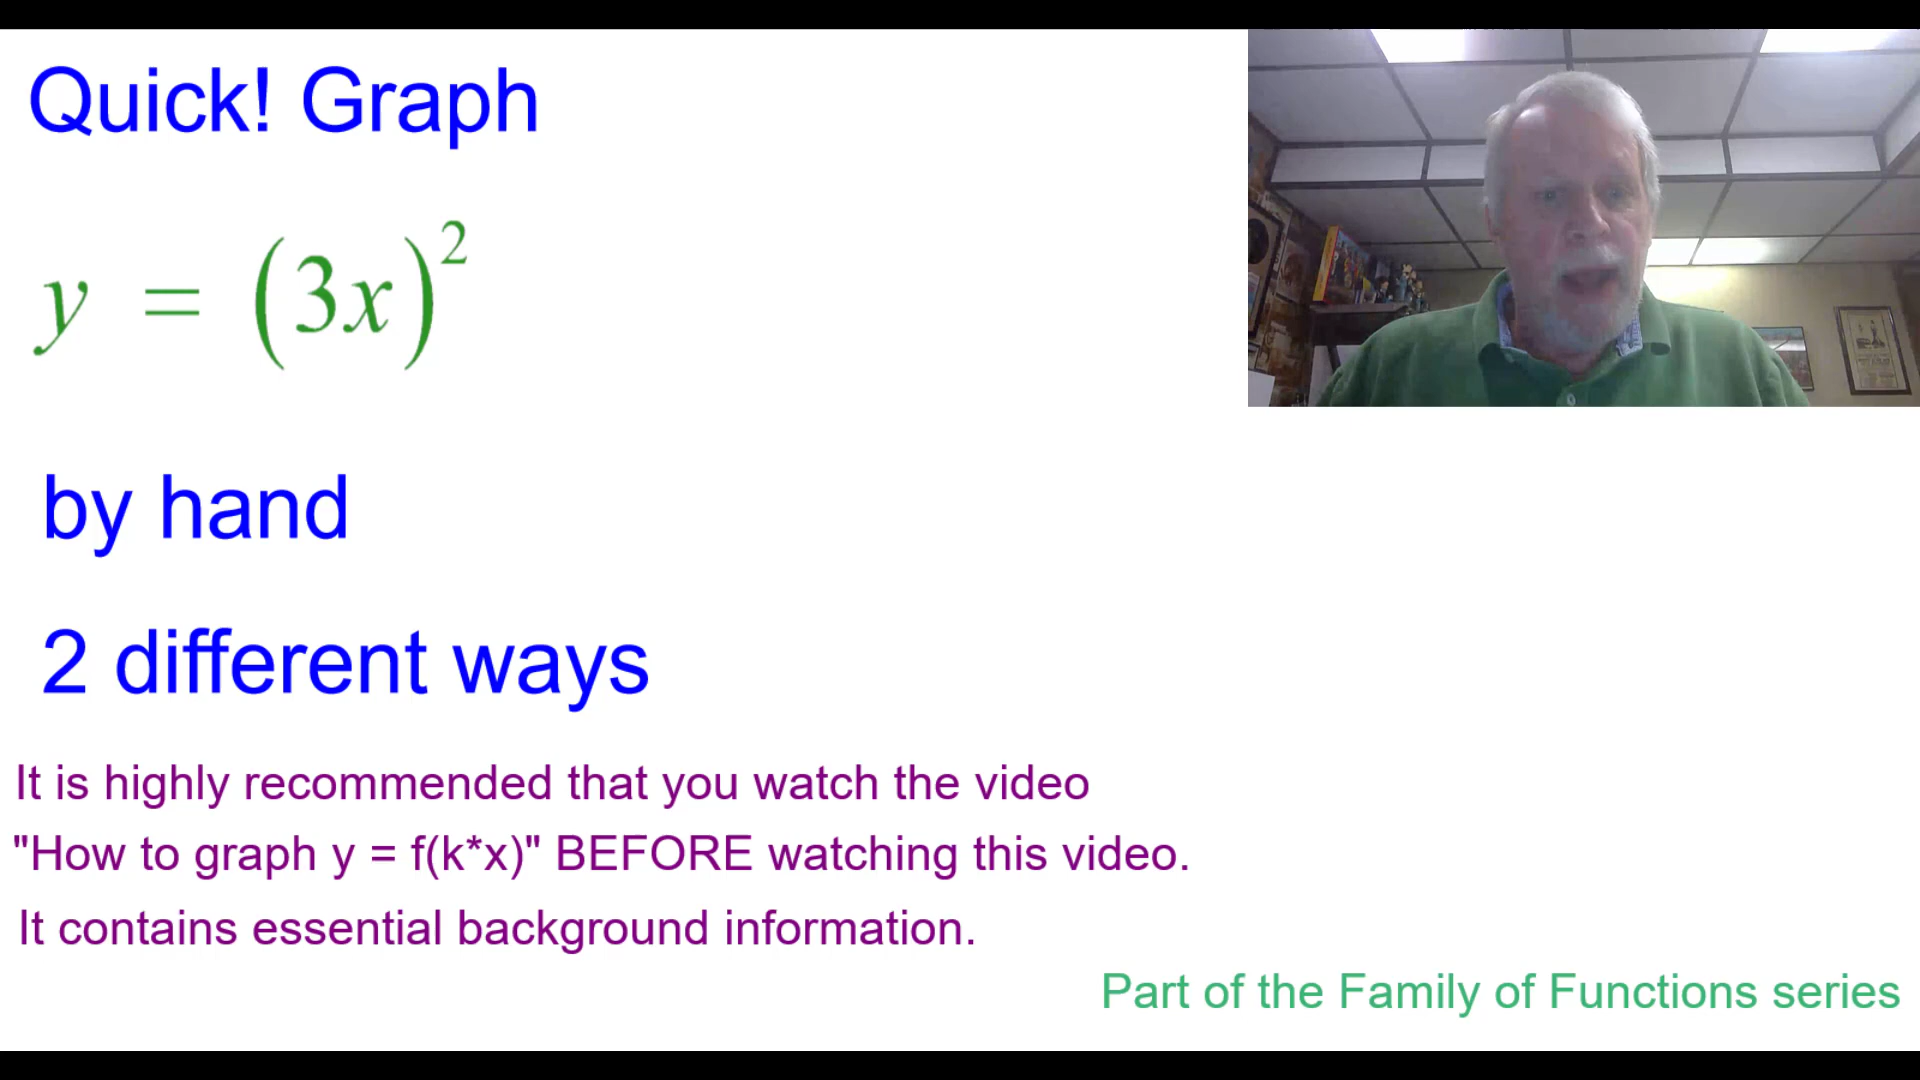 Quick! Graph
y = (3x)²
by hand
2 different ways
It is highly recommended that you watch the video
"How to graph y = f(k*x)" BEFORE watching this video.
It contains essential background information.
Part of the Family of Functions series